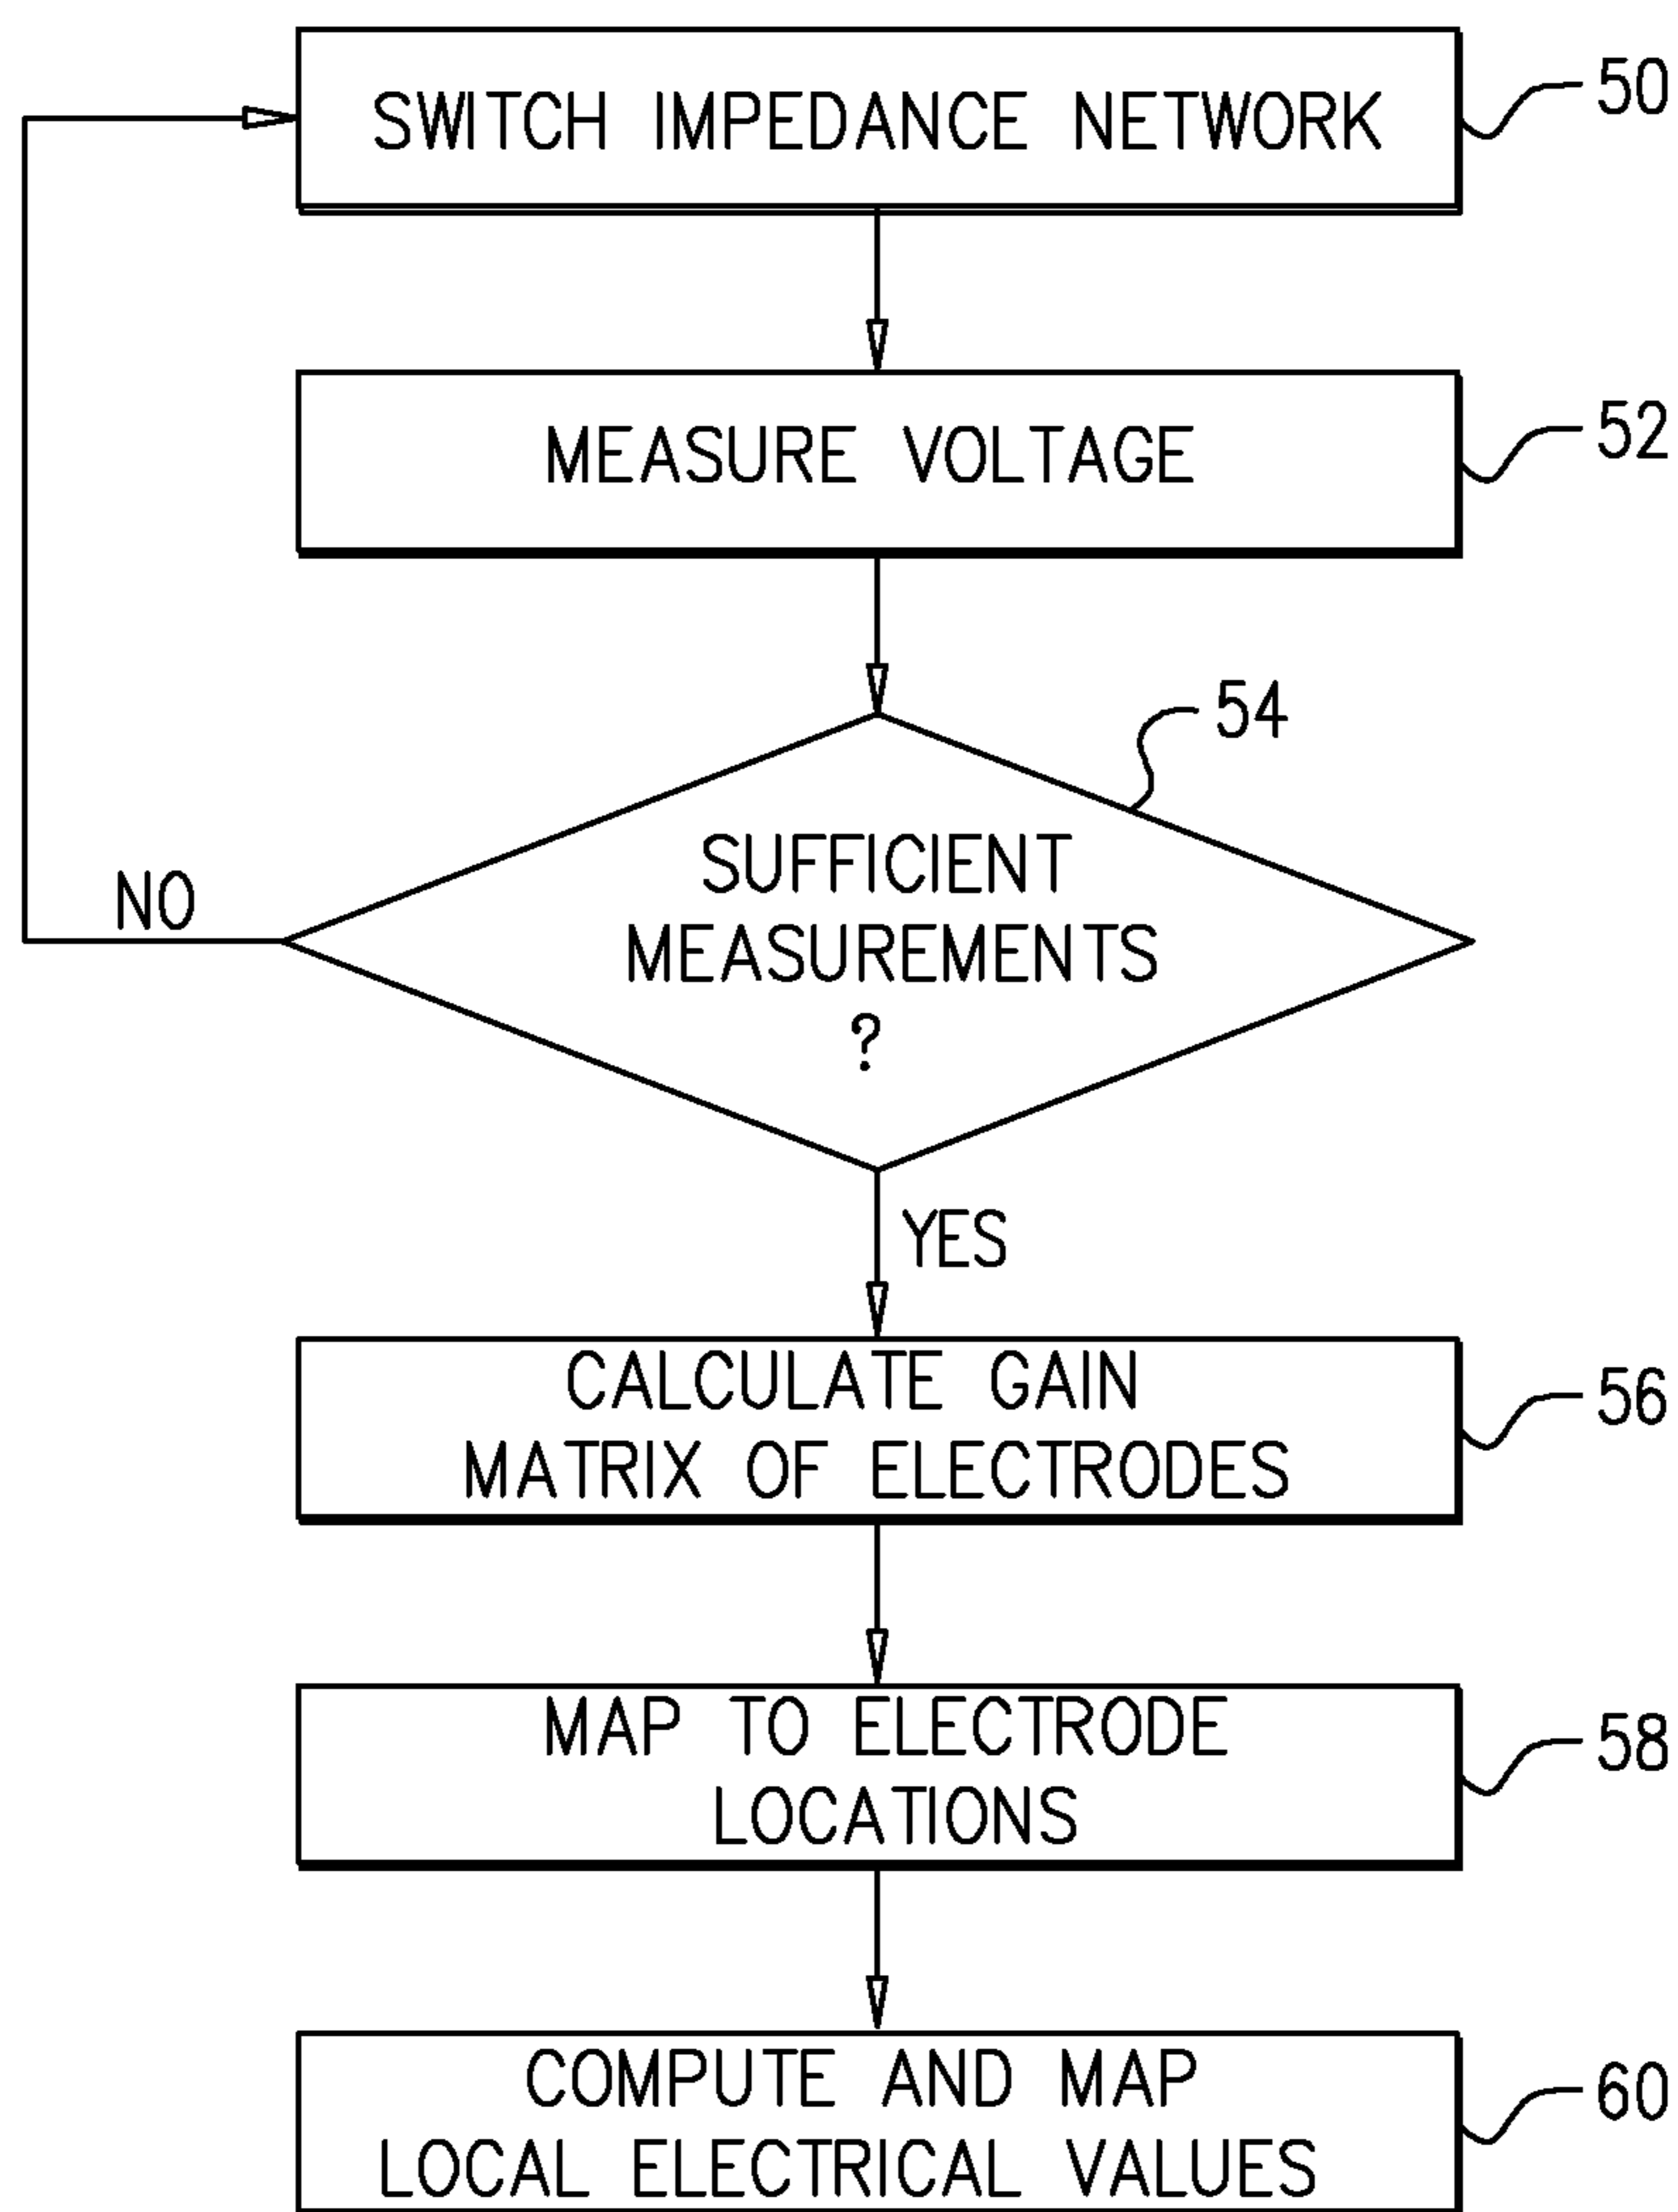 SWITCH IMPEDANCE NETWORK
50
MEASURE VOLTAGE
52
54
SUFFICIENT
MEASUREMENTS
?
NO
YES
CALCULATE GAIN
MATRIX OF ELECTRODES
56
MAP TO ELECTRODE
LOCATIONS
58
COMPUTE AND MAP
LOCAL ELECTRICAL VALUES
60